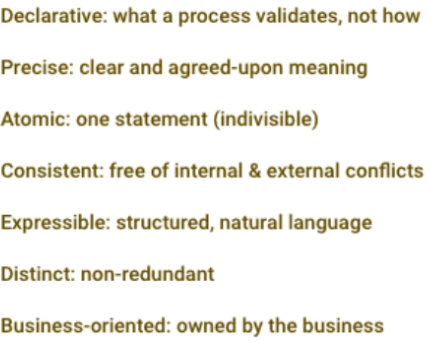 Declarative: what a process validates, not how
Precise: clear and agreed-upon meaning
Atomic: one statement (indivisible)
Consistent: free of internal & external conflicts
Expressible: structured, natural language
Distinct: non-redundant
Business-oriented: owned by the business